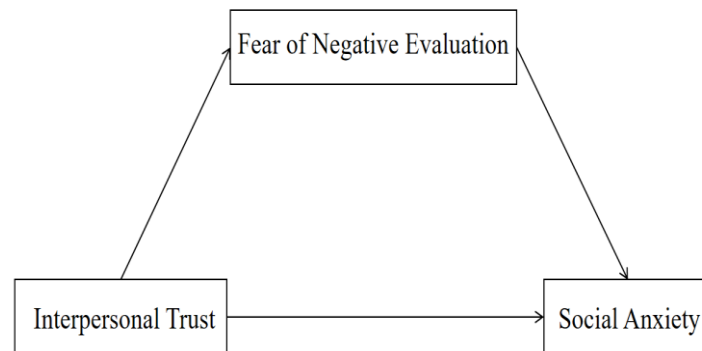 Fear of Negative Evaluation
Interpersonal Trust
Social Anxiety